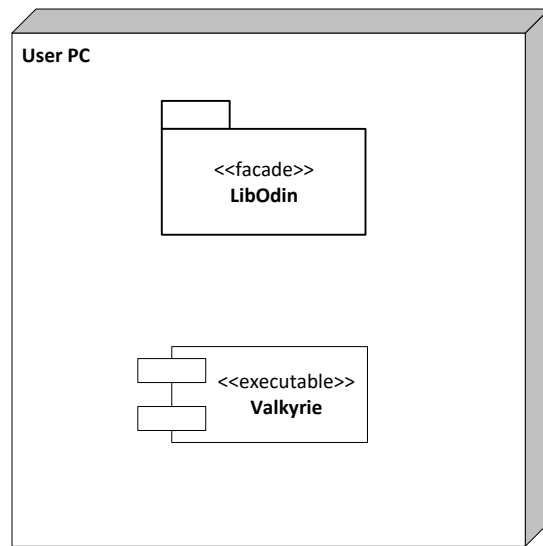 User PC
<<facade>>
LibOdin
<<executable>>
Valkyrie